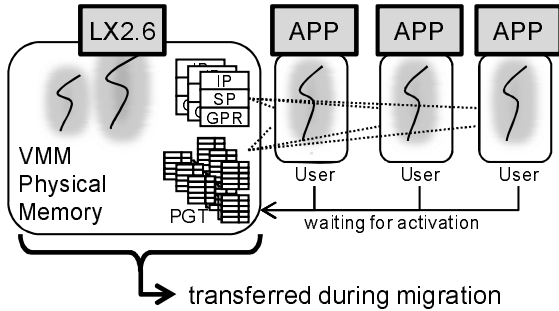 LX2.6
APP
APP
APP
IP
SP
GPR
VMM
Physical
Memory
PGT
User
User
User
waiting for activation
transferred during migration